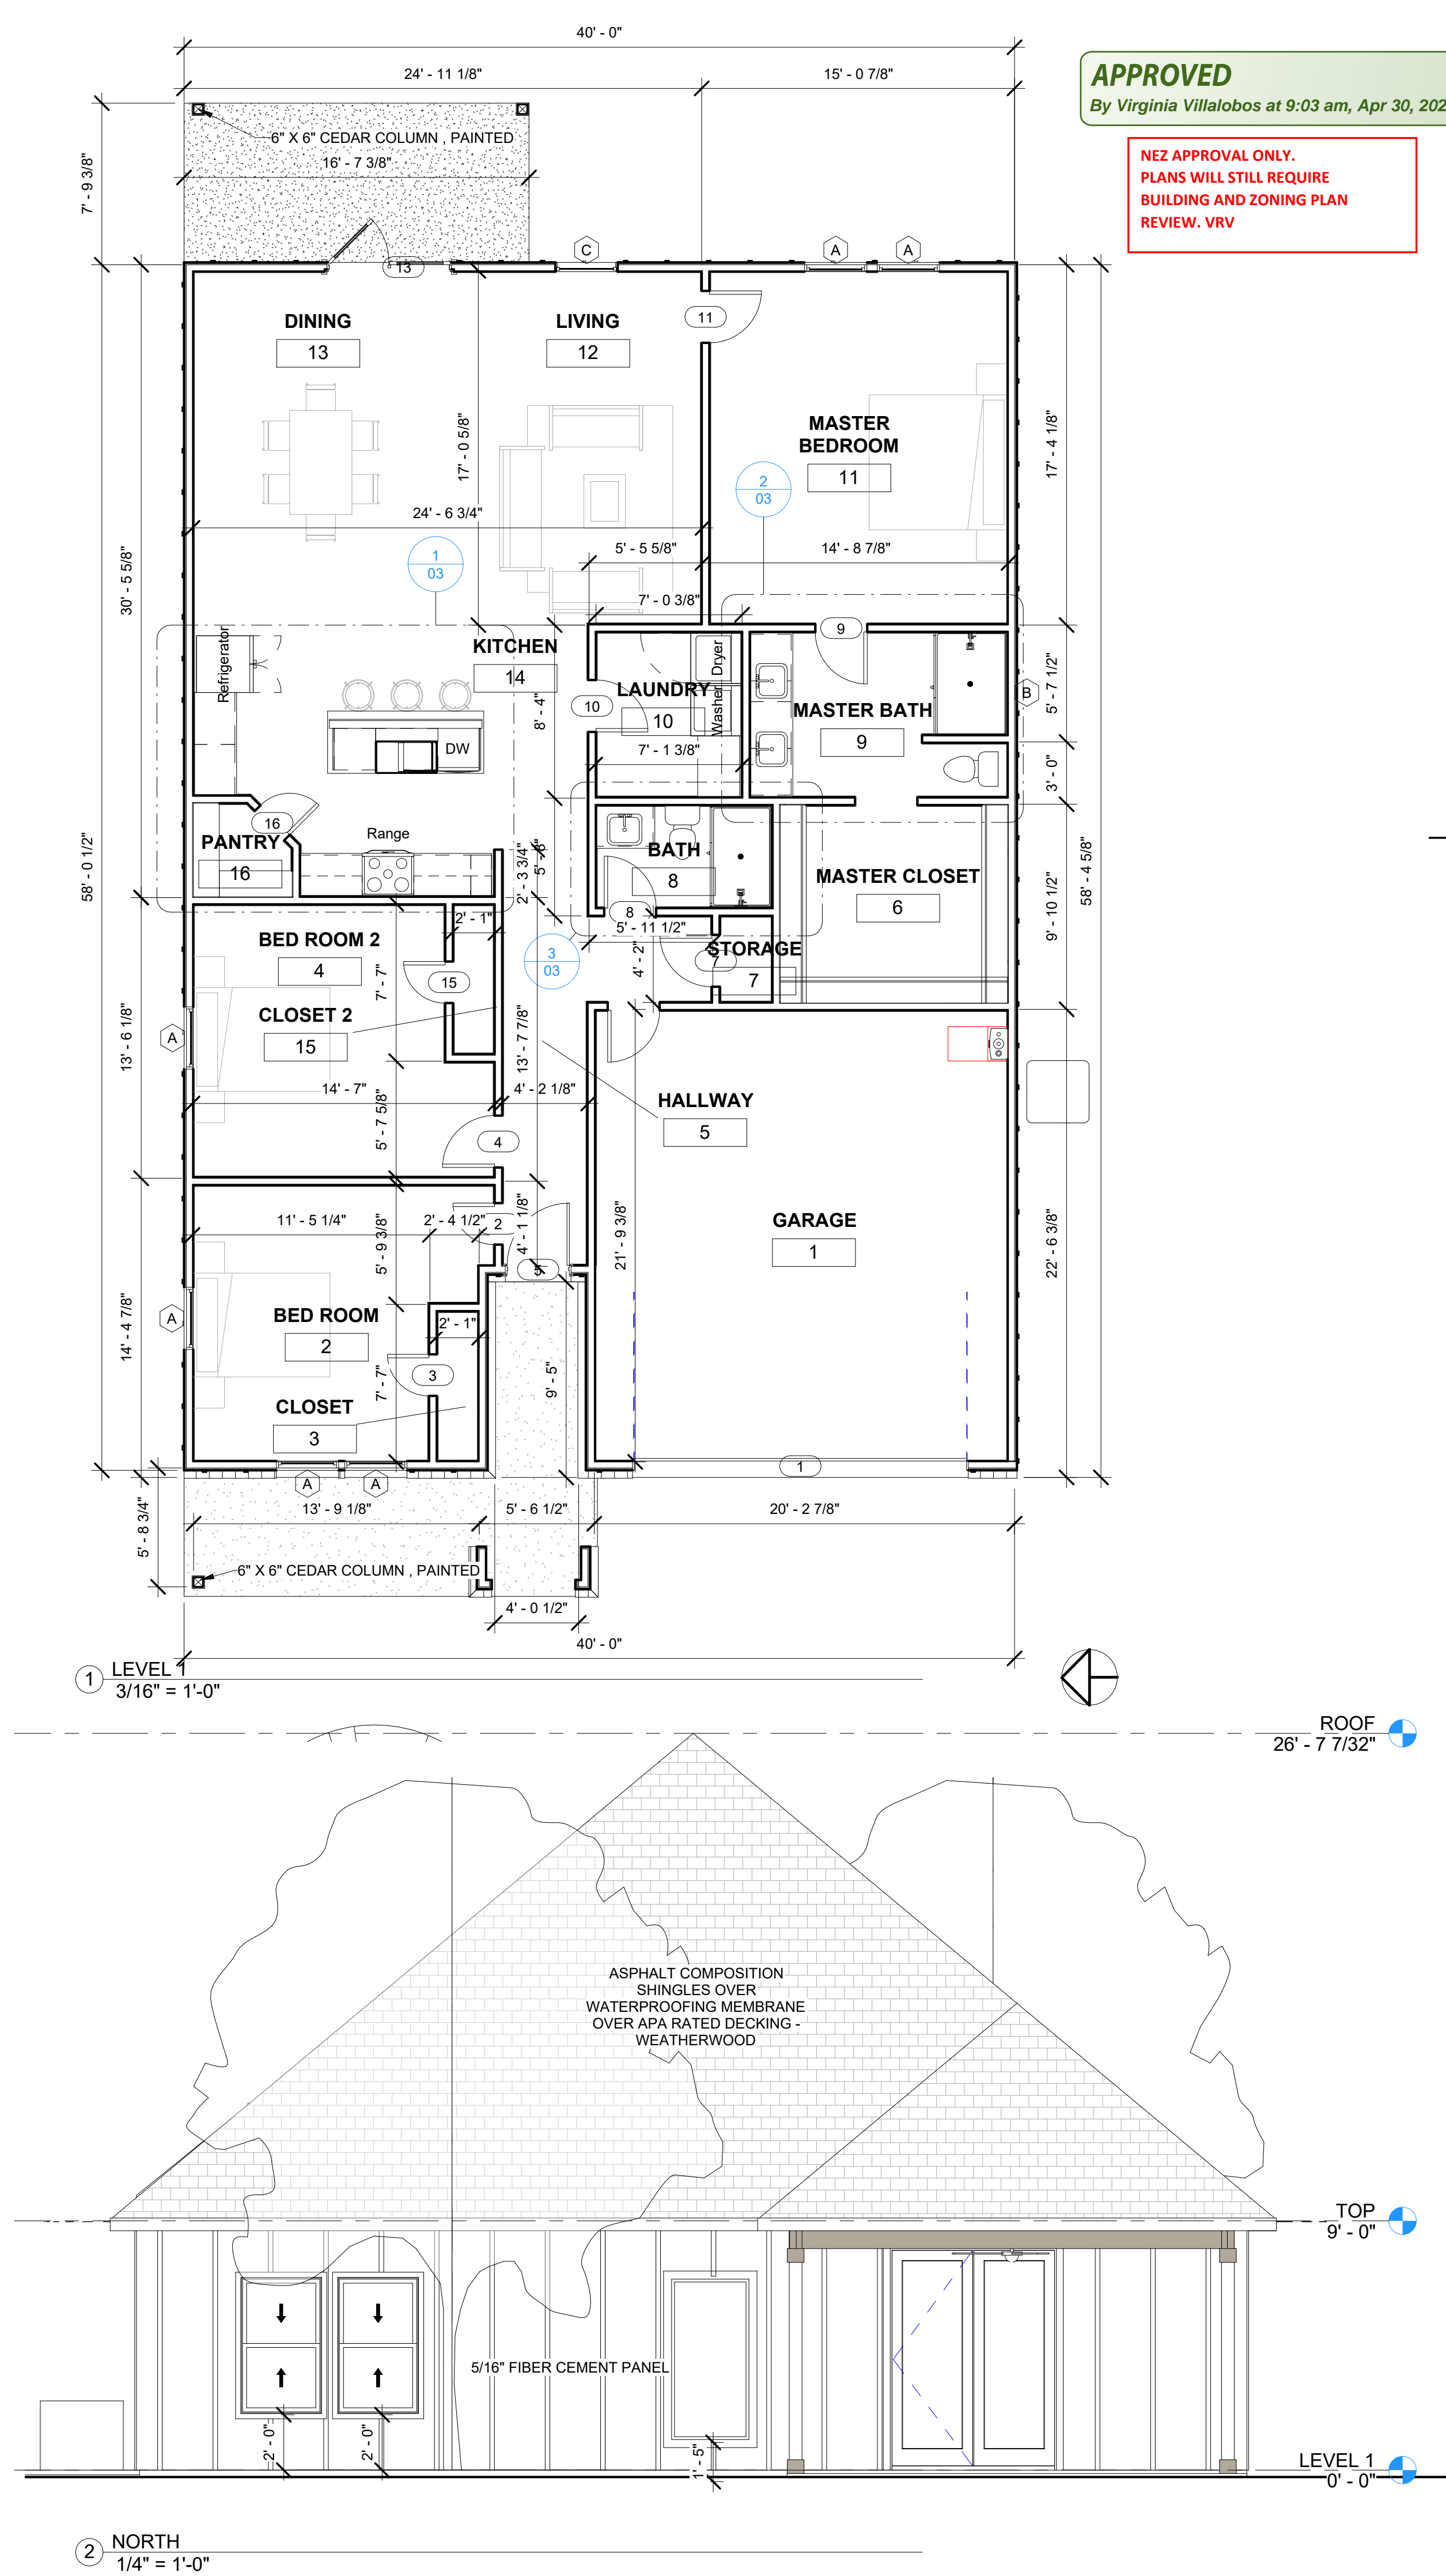 40' - 0"
24' - 11 1/8"
15' - 0 7/8"
APPROVED
By Virginia Villalobos at 9:03 am, Apr 30, 202
NEZ APPROVAL ONLY.
PLANS WILL STILL REQUIRE
BUILDING AND ZONING PLAN
REVIEW. VRV
6" X 6" CEDAR COLUMN , PAINTED
16' - 7 3/8"
7' - 9 3/8"
C
A
A
13
DINING
13
LIVING
12
11
MASTER
BEDROOM
11
17' - 0 5/8"
17' - 4 1/8"
2
03
24' - 6 3/4"
1
03
5' - 5 5/8"
14' - 8 7/8"
30' - 5 5/8"
7' - 0 3/8"
9
Refrigerator
KITCHEN
14
Dryer
Washer
LAUNDRY
10
10
8' - 4"
7' - 1 3/8"
MASTER BATH
9
B
5' - 7 1/2"
3' - 0"
DW
16
PANTRY
16
Range
2' - 3 3/4"
BATH
8
8
MASTER CLOSET
6
58' - 0 1/2"
58' - 4 5/8"
9' - 10 1/2"
BED ROOM 2
4
2' - 1"
5' - 11 1/2"
3
03
4' - 2"
STORAGE
7
7
15
7' - 7"
CLOSET 2
15
A
13' - 6 1/8"
13' - 7 7/8"
14' - 7"
4' - 2 1/8"
HALLWAY
5
5' - 7 5/8"
4
11' - 5 1/4"
2' - 4 1/2"
2
4' - 1 1/8"
5' - 9 3/8"
5
21' - 9 3/8"
GARAGE
1
22' - 6 3/8"
A
14' - 4 7/8"
BED ROOM
2
2' - 1"
3
7' - 7"
9' - 5"
CLOSET
3
1
A
A
13' - 9 1/8"
5' - 6 1/2"
20' - 2 7/8"
5' - 8 3/4"
6" X 6" CEDAR COLUMN , PAINTED
4' - 0 1/2"
40' - 0"
1
LEVEL 1
3/16" = 1'-0"
ROOF
26' - 7 7/32"
ASPHALT COMPOSITION
SHINGLES OVER
WATERPROOFING MEMBRANE
OVER APA RATED DECKING -
WEATHERWOOD
TOP
9' - 0"
5/16" FIBER CEMENT PANEL
2' - 0"
2' - 0"
1' - 5"
LEVEL 1
0' - 0"
2
NORTH
1/4" = 1'-0"